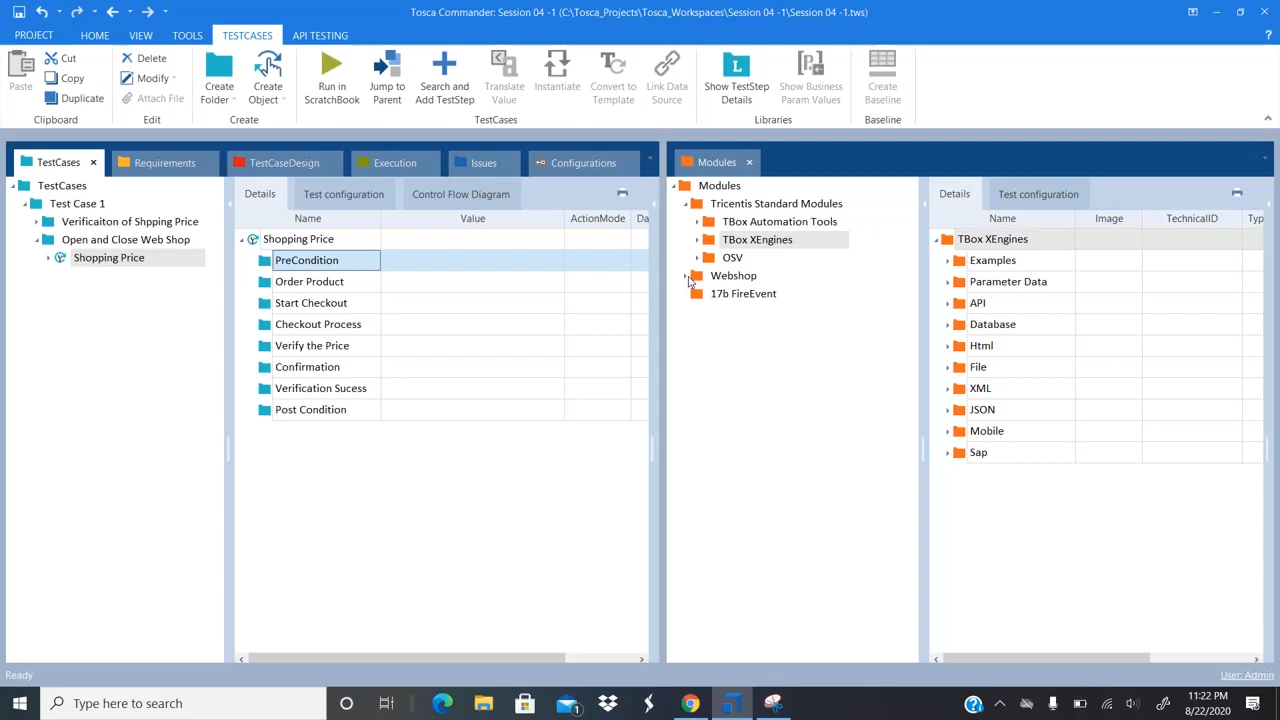 Tosca Commander: Session 04 -1 (C:\Tosca_Projects\Tosca_Workspaces\Session 04 -1\Session 04 -1.tws)
PROJECT HOME VIEW TOOLS TESTCASES API TESTING
Paste
Cut
Copy
Duplicate
Clipboard
Delete
Modify
Attach File
Edit
Create Folder
Create Object
Create
Run in ScratchBook
Jump to Parent
Search and Add TestStep
Translate Value
Instantiate
Convert to Template
Link Data Source
TestCases
Show TestStep Details
Show Business Param Values
Libraries
Create Baseline
Baseline
TestCases Requirements TestCaseDesign Execution Issues Configurations
TestCases
Test Case 1
Verificaiton of Shpping Price
Open and Close Web Shop
Shopping Price
Details Test configuration Control Flow Diagram
Name Value ActionMode Da
Shopping Price
PreCondition
Order Product
Start Checkout
Checkout Process
Verify the Price
Confirmation
Verification Sucess
Post Condition
Modules
Modules
Tricentis Standard Modules
TBox Automation Tools
TBox XEngines
OSV
Webshop
17b FireEvent
Details Test configuration
Name Image TechnicalID Typ
TBox XEngines
Examples
Parameter Data
API
Database
Html
File
XML
JSON
Mobile
Sap
Ready
User: Admin
Type here to search
1
11:22 PM
8/22/2020